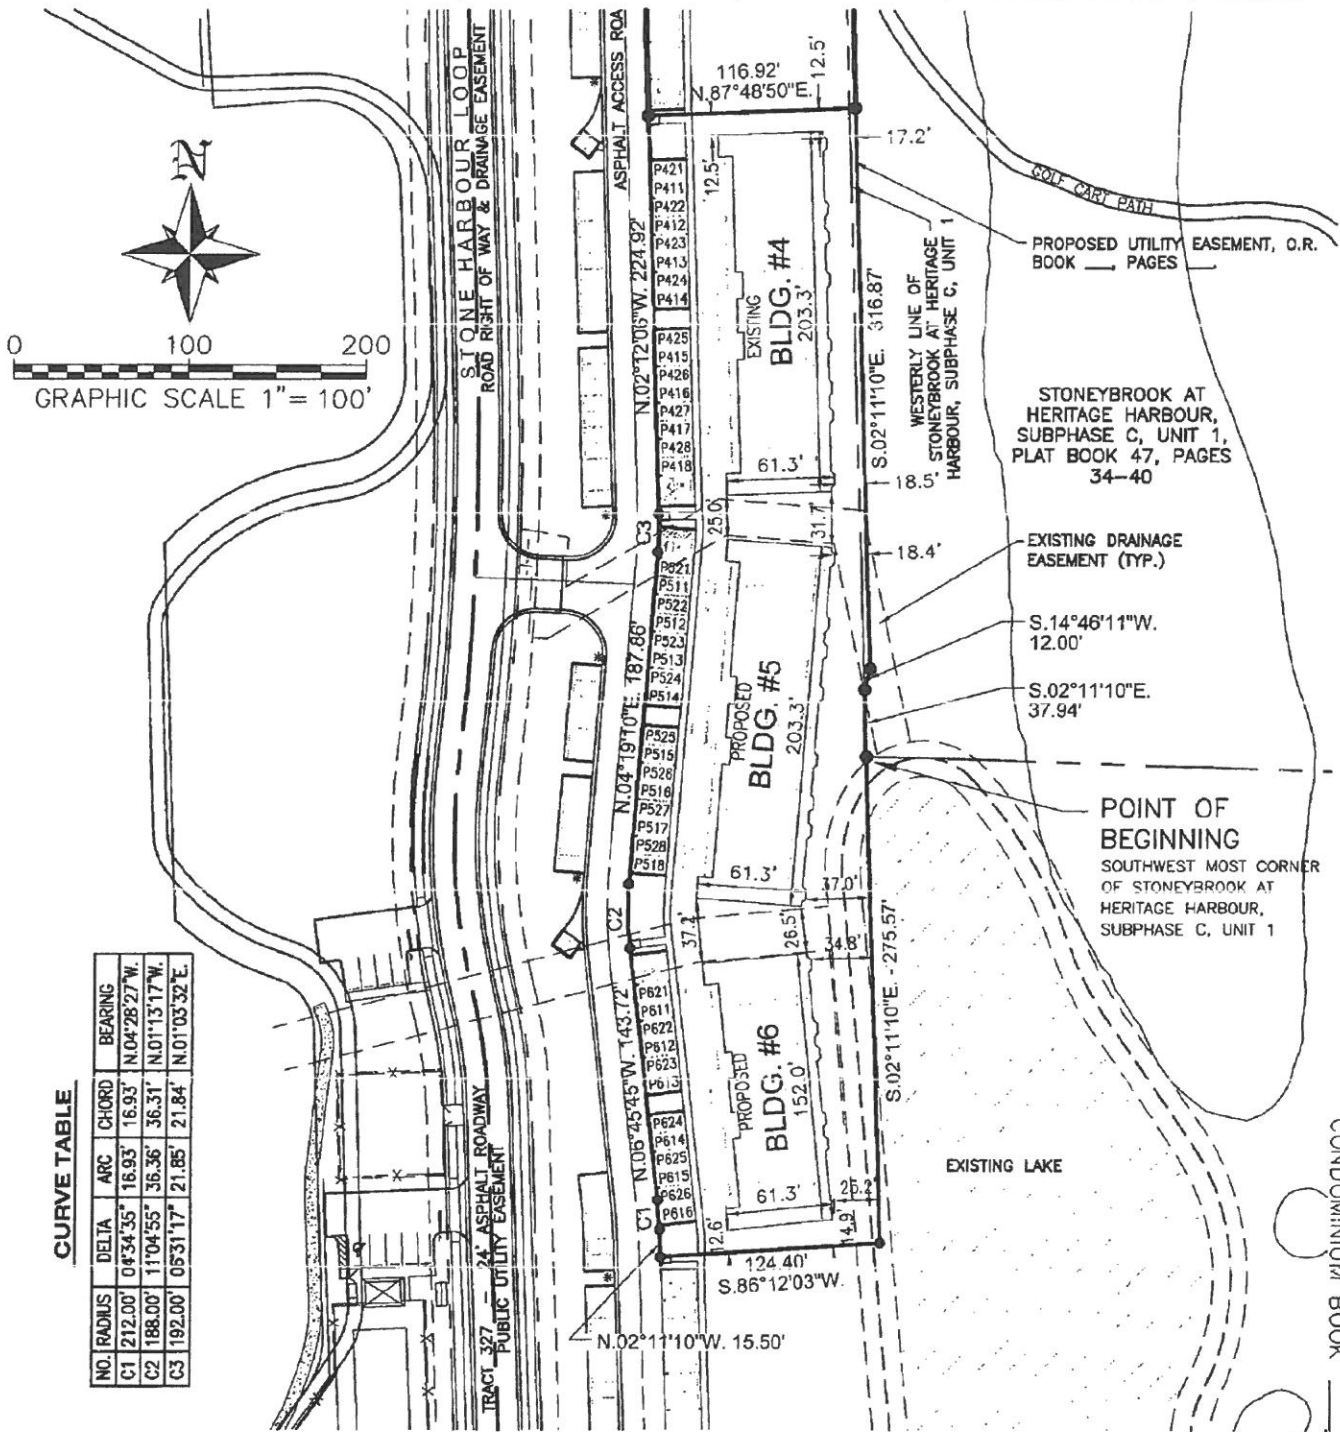 STONE HARBOUR LOOP
ROAD RIGHT OF WAY & DRAINAGE EASEMENT
ASPHALT ACCESS ROA
116.92'
N.87°48'50"E.
12.5'
17.2'
GOLF CART PATH
N
0 100 200
GRAPHIC SCALE 1"= 100'
PROPOSED UTILITY EASEMENT, O.R.
BOOK ___, PAGES ___
P421
P411
P422
P412
P423
P413
P424
P414
P425
P415
P426
P416
P427
P417
P428
P418
N.02°12'06"W. 224.92'
12.5'
EXISTING
BLDG. #4
203.3'
61.3'
S.02°11'10"E. 316.87'
WESTERLY LINE OF
STONEYBROOK AT HERITAGE
HARBOUR, SUBPHASE C, UNIT 1
STONEYBROOK AT
HERITAGE HARBOUR,
SUBPHASE C, UNIT 1,
PLAT BOOK 47, PAGES
34-40
18.5'
25.0'
31.7'
C3
18.4'
EXISTING DRAINAGE
EASEMENT (TYP.)
S.14°46'11"W.
12.00'
S.02°11'10"E.
37.94'
P521
P511
P522
P512
P523
P513
P524
P514
P525
P515
P526
P516
P527
P517
P528
P518
N.04°19'10"E. 187.86'
PROPOSED
BLDG. #5
203.3'
61.3'
37.0'
POINT OF
BEGINNING
SOUTHWEST MOST CORNER
OF STONEYBROOK AT
HERITAGE HARBOUR,
SUBPHASE C, UNIT 1
C2
37.2'
26.5'
34.8'
S.02°11'10"E. - 275.57'
P621
P611
P622
P612
P623
P613
P624
P614
P625
P615
P626
P616
N.06°45'45"W. 143.72'
PROPOSED
BLDG. #6
152.0'
61.3'
26.2'
EXISTING LAKE
C1
12.6'
14.9'
124.40'
S.86°12'03"W.
N.02°11'10"W. 15.50'
TRACT 327 - 24' ASPHALT ROADWAY
PUBLIC UTILITY EASEMENT
CURVE TABLE
NO. RADIUS DELTA ARC CHORD BEARING
C1 212.00' 04°34'35" 16.93' 16.93' N.04°28'27"W.
C2 188.00' 11°04'55" 36.36' 36.31' N.01°13'17"W.
C3 192.00' 06°31'17" 21.85' 21.84' N.01°03'32"E.
CONDOMINIUM BOOK